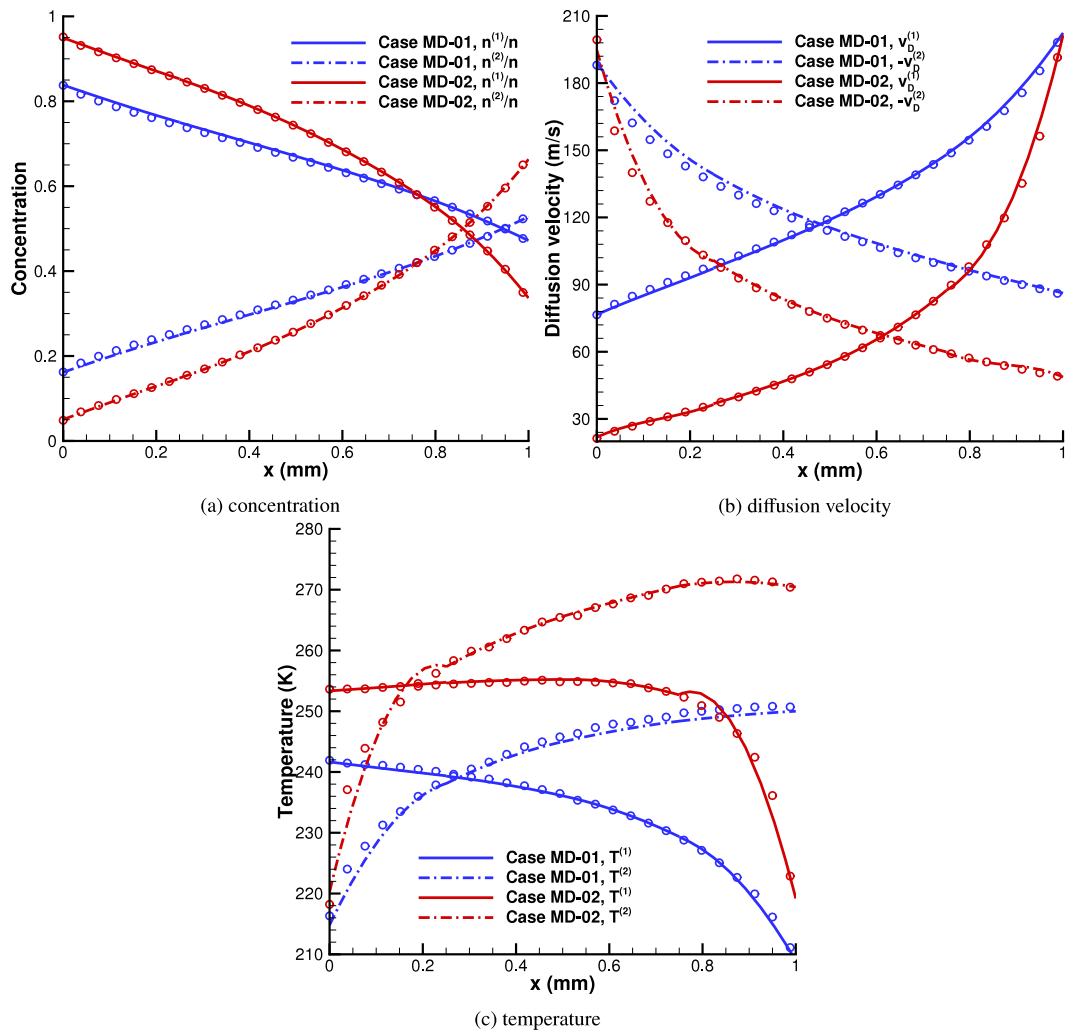 Concentration
1
0.8
0.6
0.4
0.2
0
0
0.2
0.4
0.6
0.8
1
x (mm)
Case MD-01, n⁽¹⁾/n
Case MD-01, n⁽²⁾/n
Case MD-02, n⁽¹⁾/n
Case MD-02, n⁽²⁾/n
(a) concentration
Diffusion velocity (m/s)
210
180
150
120
90
60
30
0
0.2
0.4
0.6
0.8
1
x (mm)
Case MD-01, v_D⁽¹⁾
Case MD-01, -v_D⁽²⁾
Case MD-02, v_D⁽¹⁾
Case MD-02, -v_D⁽²⁾
(b) diffusion velocity
Temperature (K)
280
270
260
250
240
230
220
210
0
0.2
0.4
0.6
0.8
1
x (mm)
Case MD-01, T⁽¹⁾
Case MD-01, T⁽²⁾
Case MD-02, T⁽¹⁾
Case MD-02, T⁽²⁾
(c) temperature